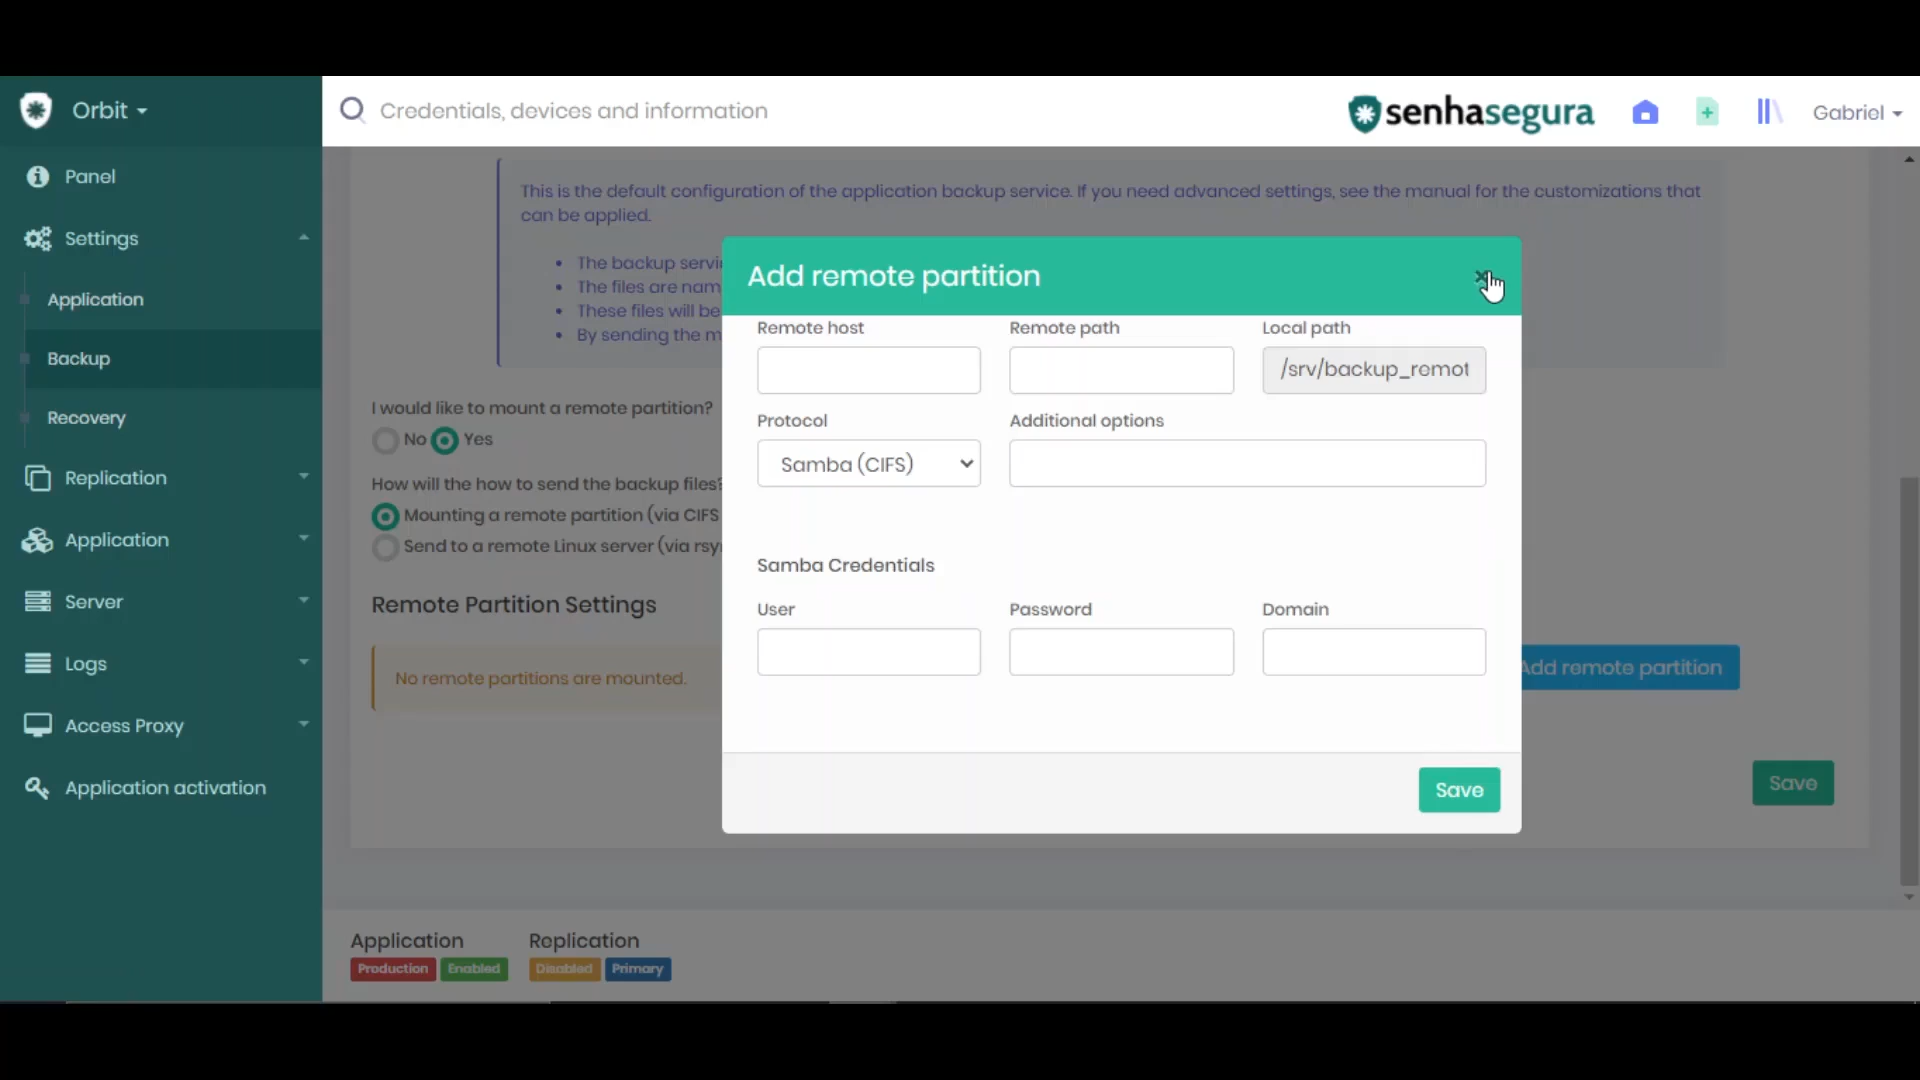 Orbit
Credentials, devices and information
senhasegura
Gabriel
Panel
Settings
Application
Backup
Recovery
Replication
Application
Server
Logs
Access Proxy
Application activation
This is the default configuration of the application backup service. If you need advanced settings, see the manual for the customizations that
can be applied.
The backup servi
The files are nam
These files will be
By sending the m
I would like to mount a remote partition?
No Yes
How will the how to send the backup files?
Mounting a remote partition (via CIFS
Send to a remote Linux server (via rsy
Remote Partition Settings
No remote partitions are mounted.
Add remote partition
Save
Add remote partition
Remote host Remote path Local path
/srv/backup_remot
Protocol Additional options
Samba (CIFS)
Samba Credentials
User Password Domain
Save
Application Replication
Production Enabled Disabled Primary